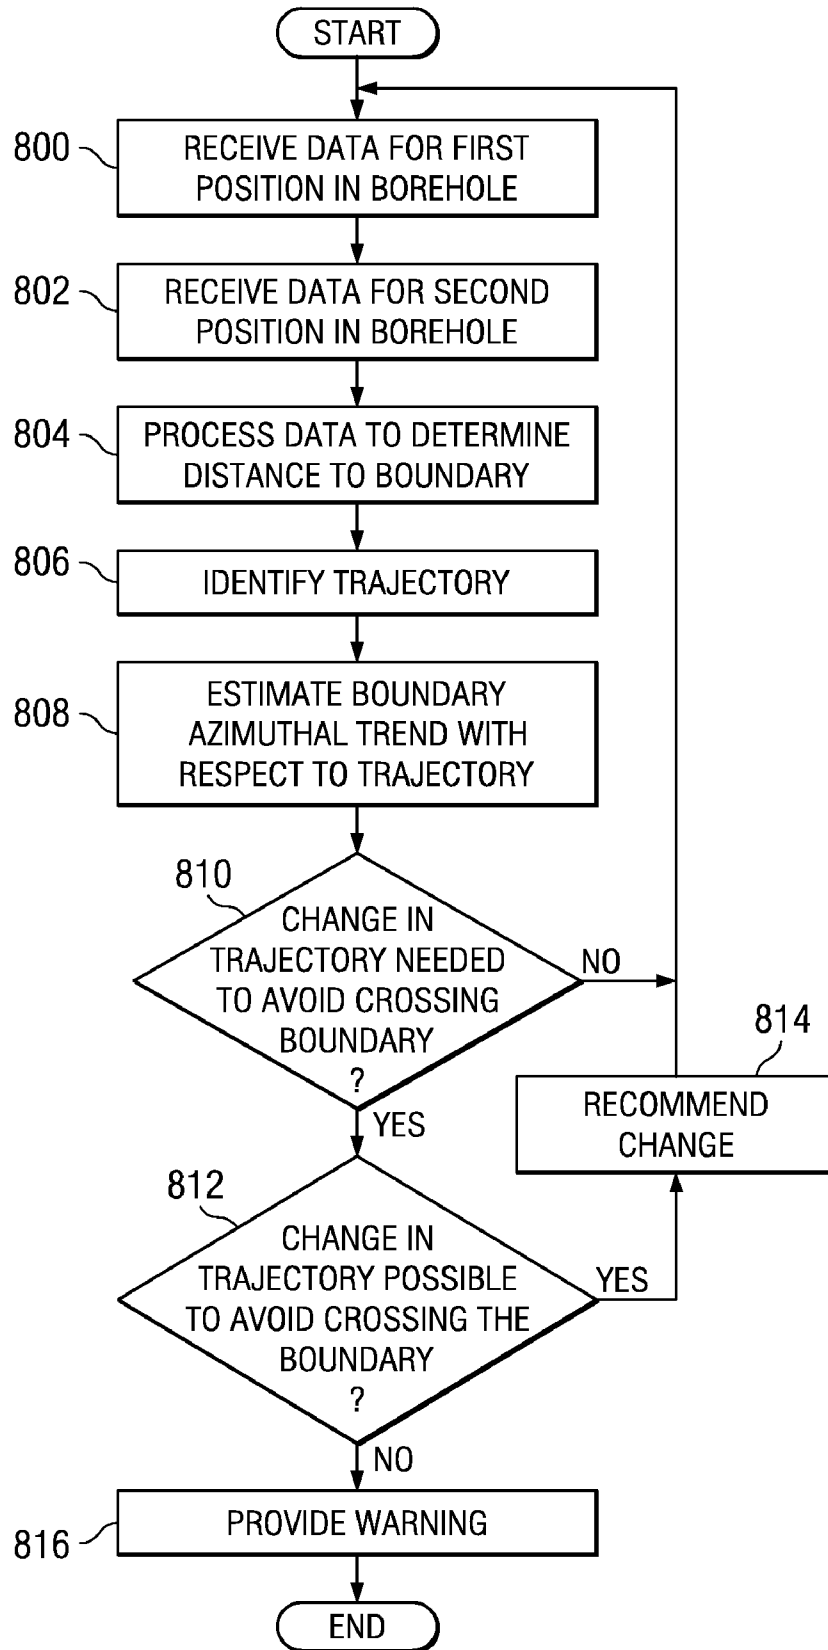 START
800
RECEIVE DATA FOR FIRST
POSITION IN BOREHOLE
802
RECEIVE DATA FOR SECOND
POSITION IN BOREHOLE
804
PROCESS DATA TO DETERMINE
DISTANCE TO BOUNDARY
806
IDENTIFY TRAJECTORY
808
ESTIMATE BOUNDARY
AZIMUTHAL TREND WITH
RESPECT TO TRAJECTORY
810
CHANGE IN
TRAJECTORY NEEDED
TO AVOID CROSSING
BOUNDARY
?
NO
YES
814
RECOMMEND
CHANGE
812
CHANGE IN
TRAJECTORY POSSIBLE
TO AVOID CROSSING THE
BOUNDARY
?
YES
NO
816
PROVIDE WARNING
END